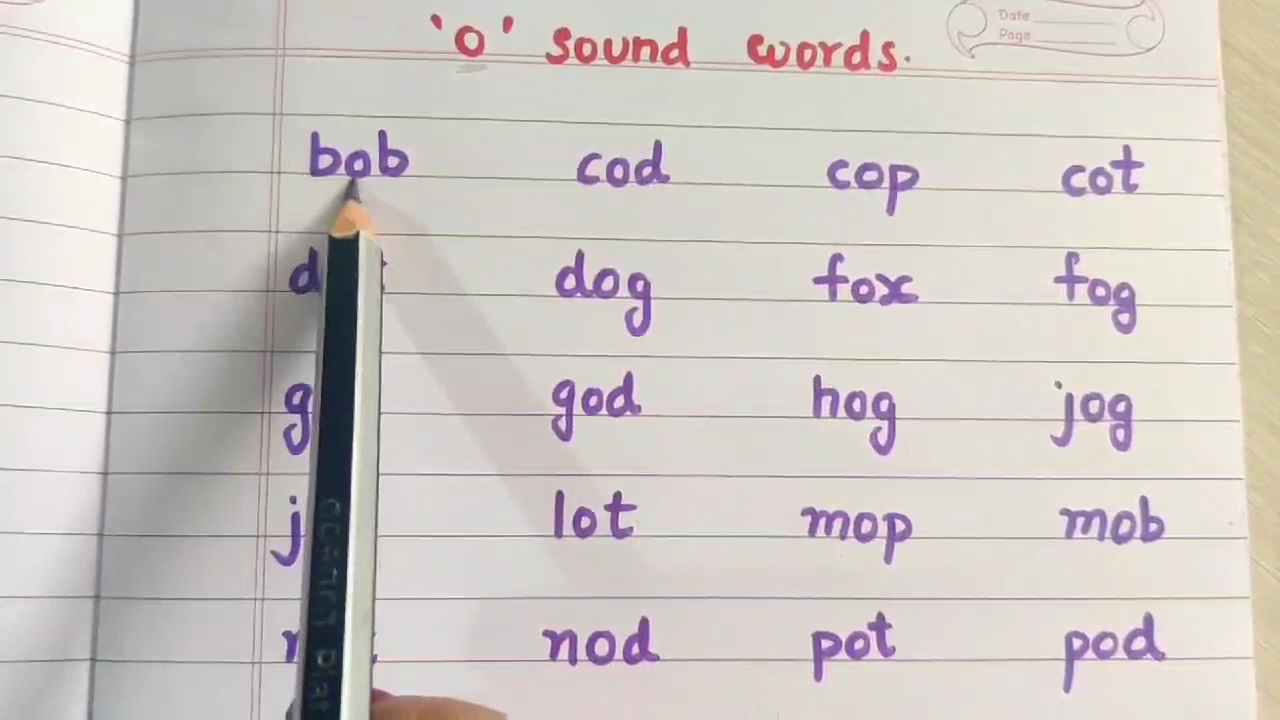 Date
Page
'o' sound words.
bob cod cop cot
dog fox fog
god hog jog
lot mop mob
nod pot pod